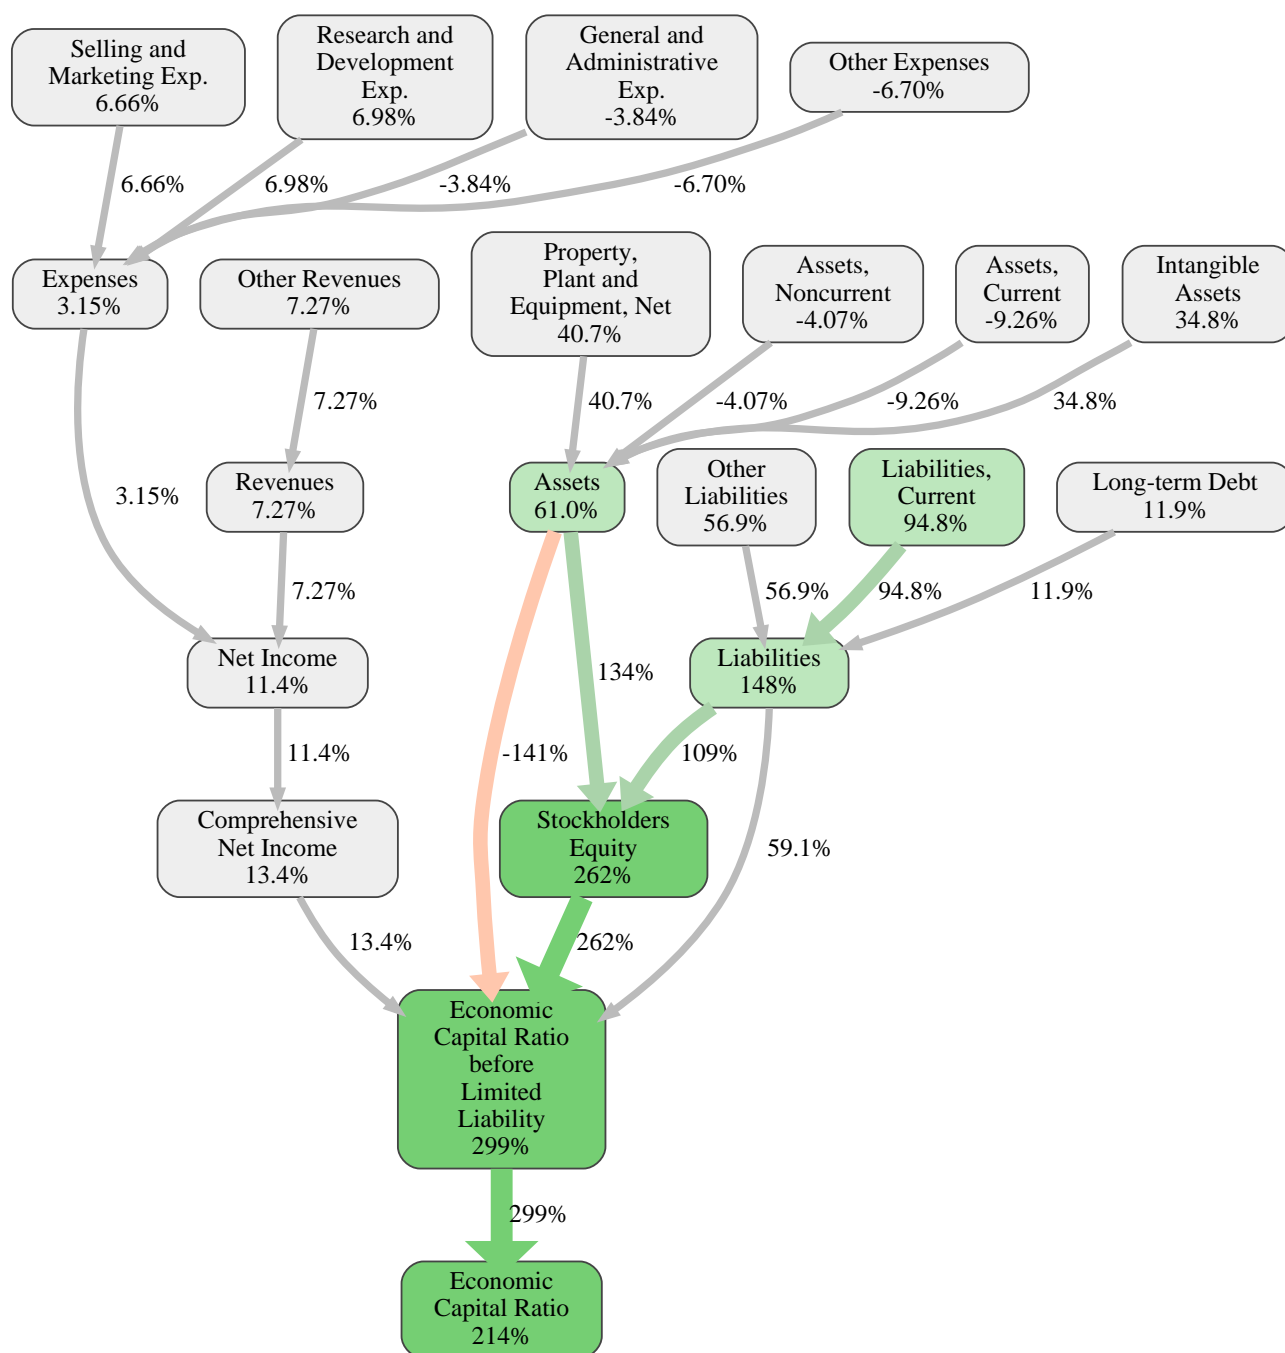 Selling and
Marketing Exp.
6.66%
Research and
Development
Exp.
6.98%
General and
Administrative
Exp.
-3.84%
Other Expenses
-6.70%
6.66%
6.98%
-3.84%
-6.70%
Expenses
3.15%
Other Revenues
7.27%
Property,
Plant and
Equipment, Net
40.7%
Assets,
Noncurrent
-4.07%
Assets,
Current
-9.26%
Intangible
Assets
34.8%
7.27%
40.7%
-4.07%
-9.26%
34.8%
3.15%
Revenues
7.27%
Assets
61.0%
Other
Liabilities
56.9%
Liabilities,
Current
94.8%
Long-term Debt
11.9%
7.27%
56.9%
94.8%
11.9%
Net Income
11.4%
134%
Liabilities
148%
11.4%
-141%
109%
Comprehensive
Net Income
13.4%
Stockholders
Equity
262%
59.1%
13.4%
262%
Economic
Capital Ratio
before
Limited
Liability
299%
299%
Economic
Capital Ratio
214%